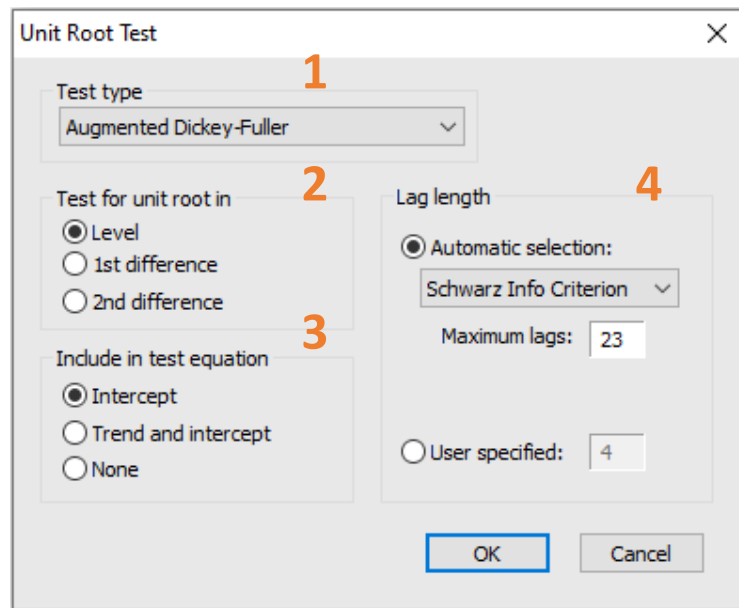 Unit Root Test
1
Test type
Augmented Dickey-Fuller
2
Test for unit root in
Level
1st difference
2nd difference
3
Include in test equation
Intercept
Trend and intercept
None
4
Lag length
Automatic selection:
Schwarz Info Criterion
Maximum lags: 23
User specified: 4
OK Cancel